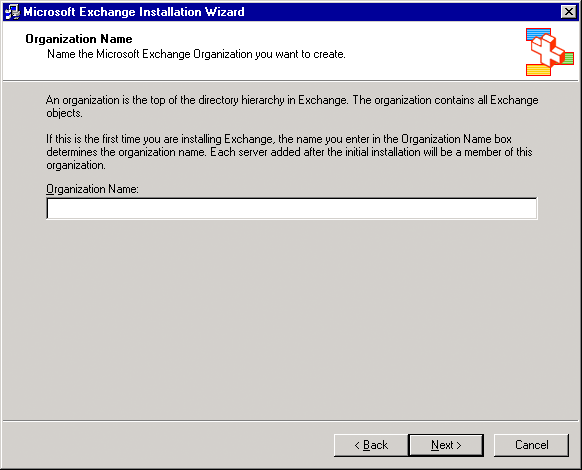 Microsoft Exchange Installation Wizard
Organization Name
Name the Microsoft Exchange Organization you want to create.
An organization is the top of the directory hierarchy in Exchange. The organization contains all Exchange
objects.
If this is the first time you are installing Exchange, the name you enter in the Organization Name box
determines the organization name. Each server added after the initial installation will be a member of this
organization.
Organization Name:
< Back
Next >
Cancel